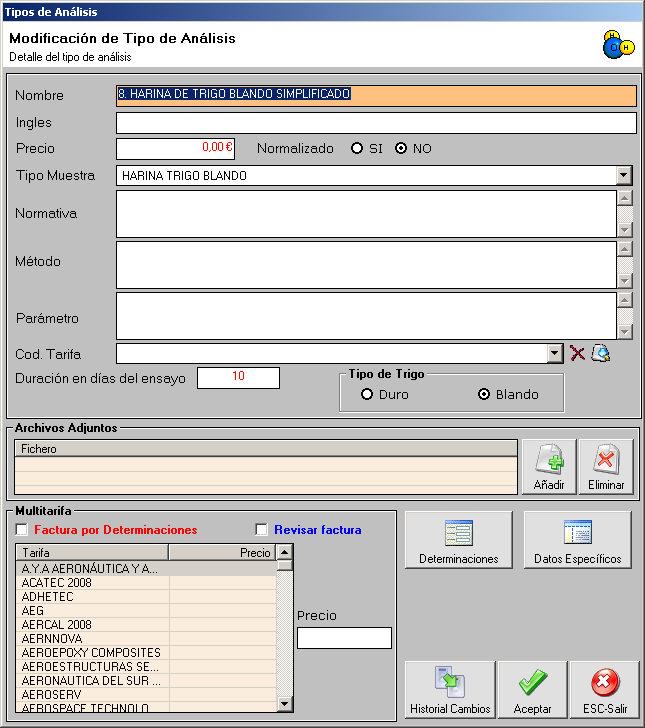 Tipos de Análisis
Modificación de Tipo de Análisis
Detalle del tipo de análisis
Nombre 8. HARINA DE TRIGO BLANDO SIMPLIFICADO
Ingles
Precio 0,00 € Normalizado SI NO
Tipo Muestra HARINA TRIGO BLANDO
Normativa
Método
Parámetro
Cod. Tarifa
Duración en días del ensayo 10
Tipo de Trigo
Duro Blando
Archivos Adjuntos
Fichero
Añadir Eliminar
Multitarifa
Factura por Determinaciones Revisar factura
Tarifa Precio
A.Y.A AERONÁUTICA Y A...
ACATEC 2008
ADHETEC
AEG
AERCAL 2008
AERNNOVA
AEROEPOXY COMPOSITES
AEROESTRUCTURAS SE...
AERONAUTICA DEL SUR ...
AEROSERV
AEROSPACE TECHNOLO
Precio
Determinaciones Datos Específicos
Historial Cambios Aceptar ESC-Salir